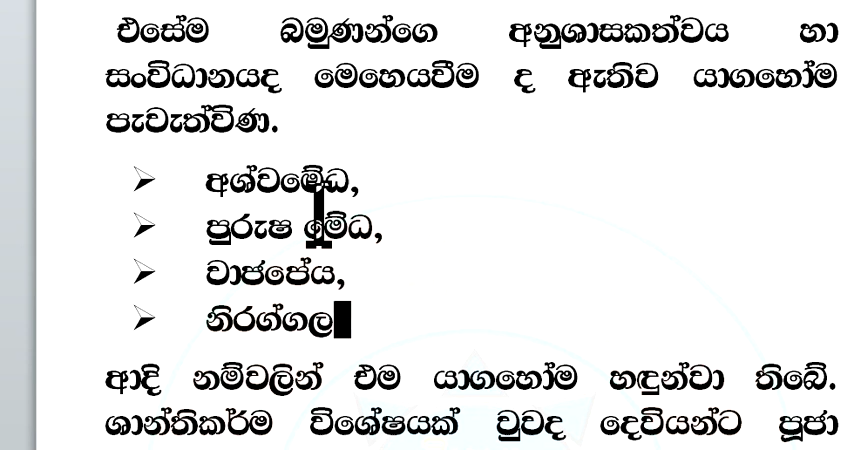 එසේම බමුණන්ගෙ අනුශාසකත්වය හා
සංවිධානයද මෙහෙයවීම ද ඇතිව යාගහෝම
පැවැත්විණ.
➢ අශ්වමේධ,
➢ පුරුෂ මේධ,
➢ වාජපේය,
➢ නිරග්ගල
ආදි නම්වලින් එම යාගහෝම හඳුන්වා තිබේ.
ශාන්තිකර්ම විශේෂයක් වුවද දෙවියන්ට පූජා